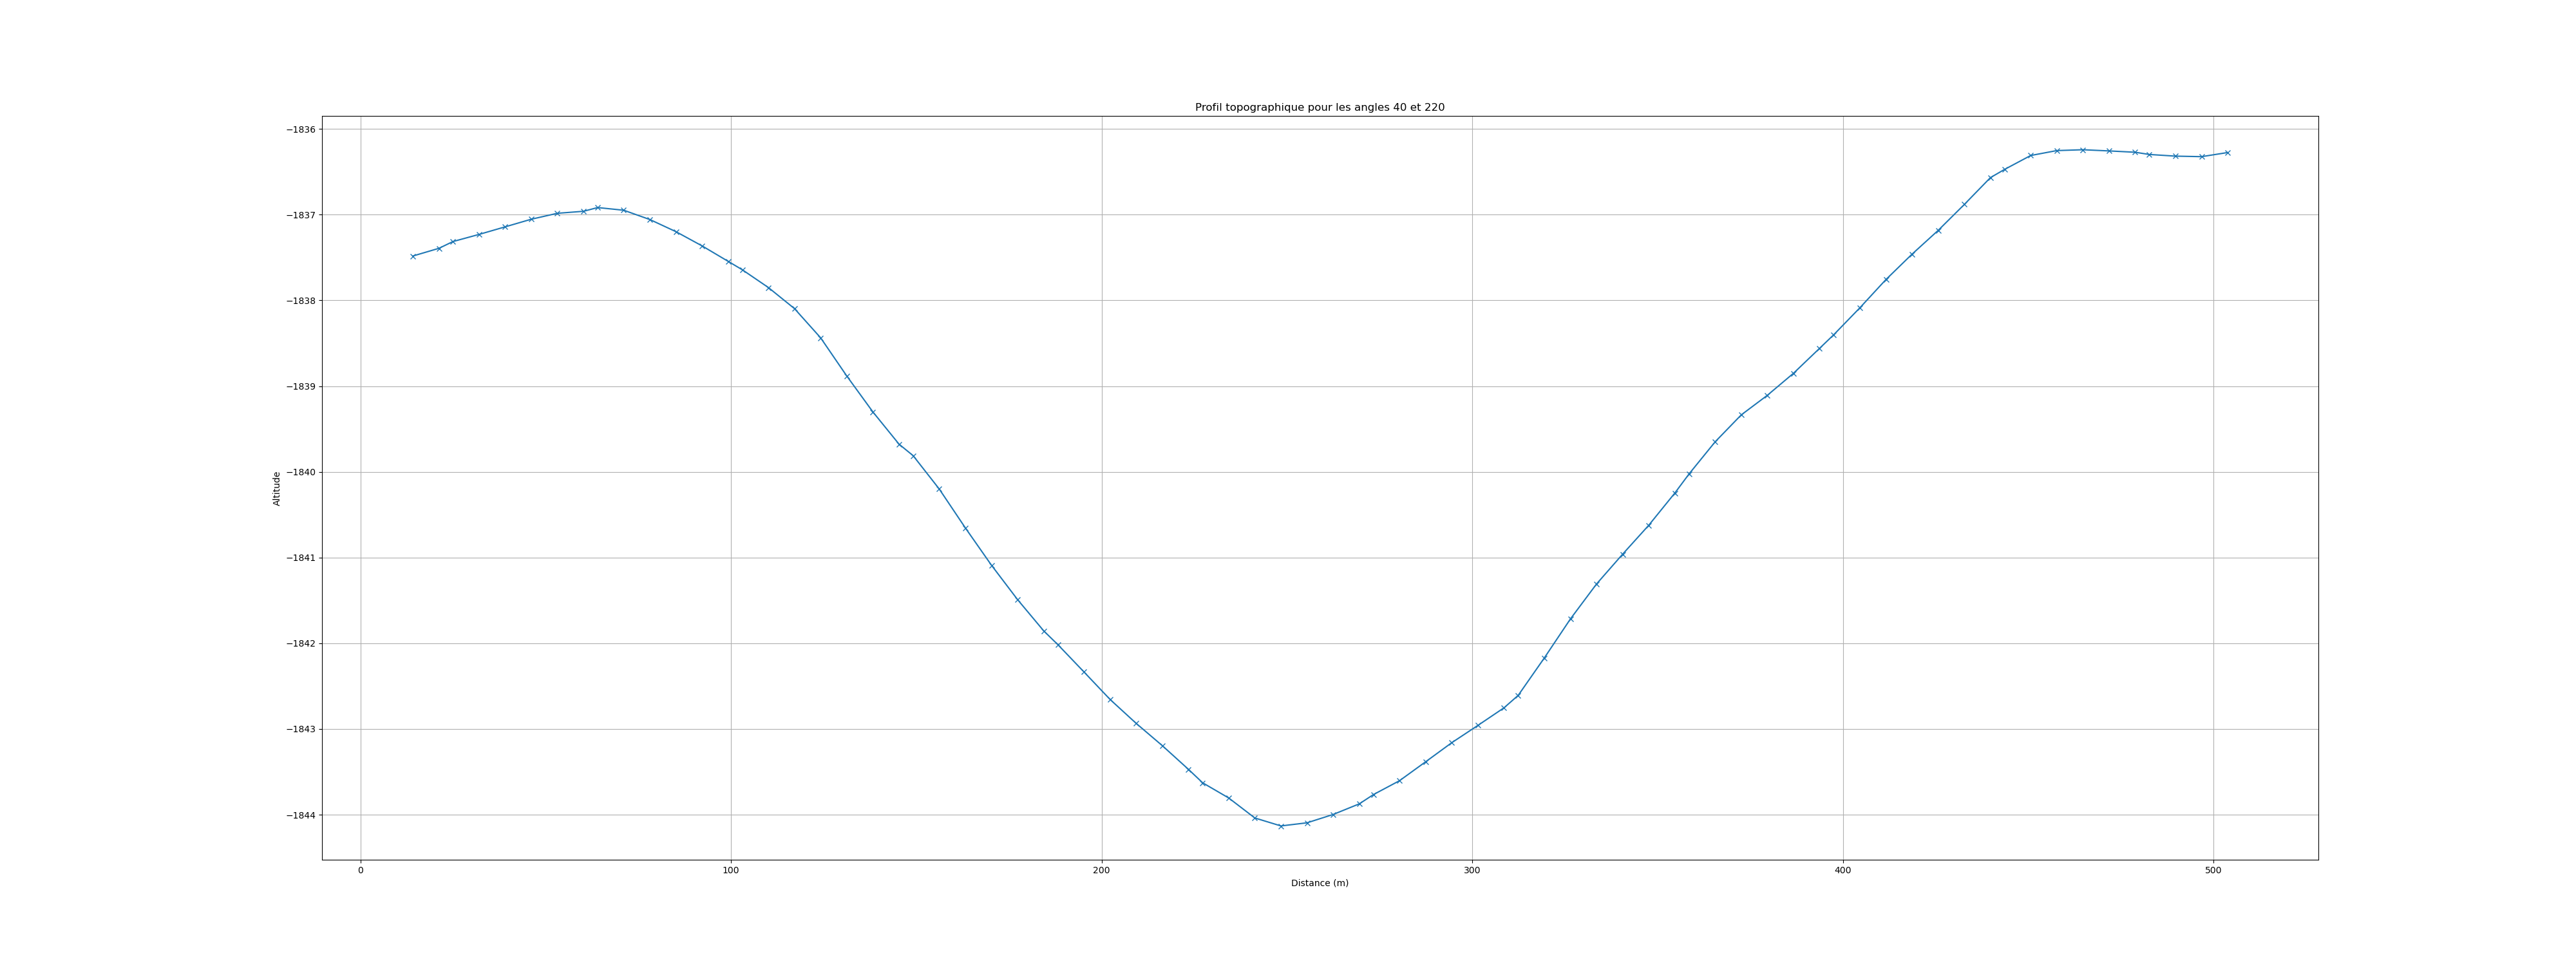 Profil topographique pour les angles 40 et 220
−1836
−1837
−1838
−1839
−1840
−1841
−1842
−1843
−1844
Altitude
0 100 200 300 400 500
Distance (m)